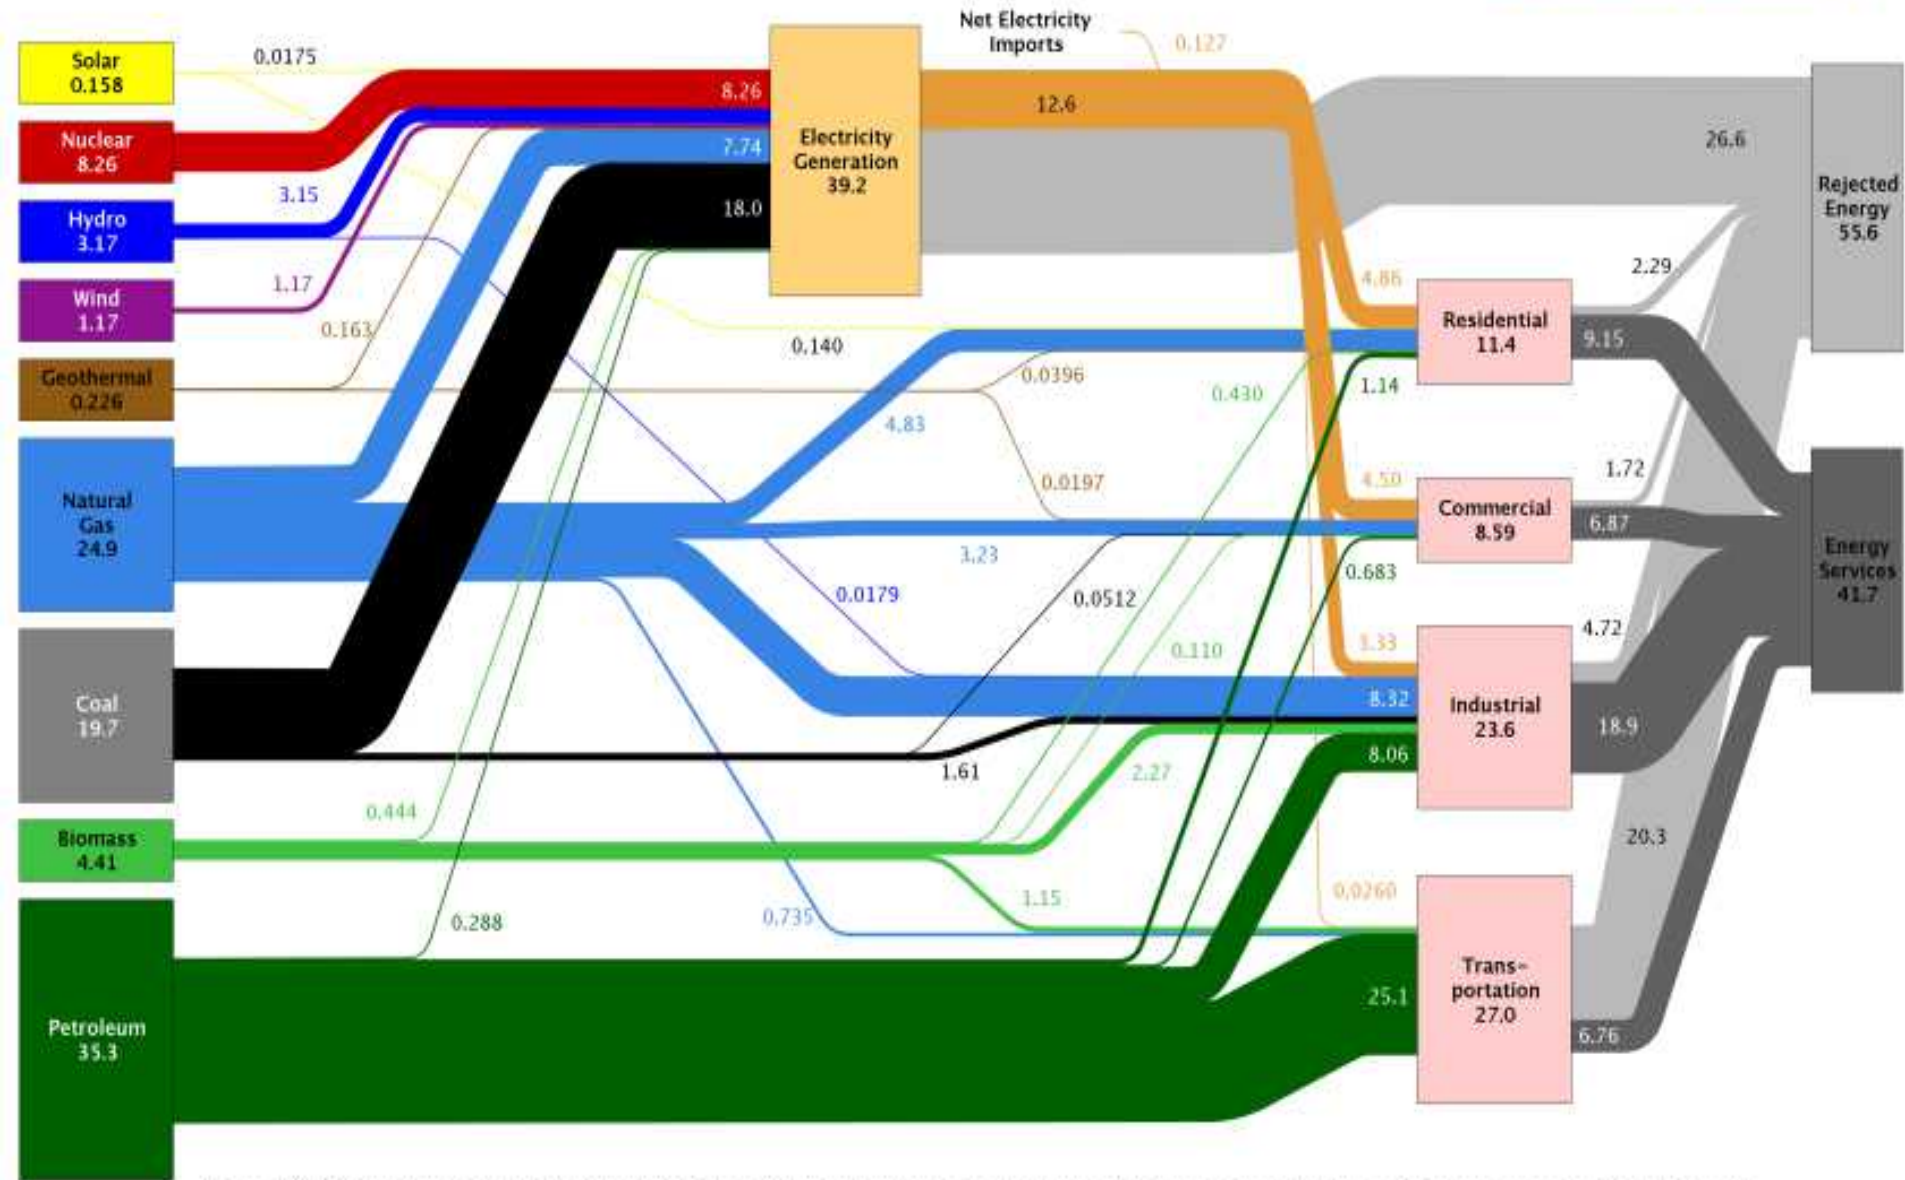 Net Electricity
Imports
0.127
Solar
0.158
0.0175
Nuclear
8.26
8.26
12.6
Electricity
Generation
39.2
7.74
18.0
26.6
Rejected
Energy
55.6
Hydro
3.17
3.15
Wind
1.17
1.17
0.163
Geothermal
0.226
0.140
0.0396
4.86
Residential
11.4
2.29
9.15
0.430
1.14
4.83
0.0197
Natural
Gas
24.9
3.23
4.50
Commercial
8.59
1.72
6.87
0.683
Energy
Services
41.7
0.0179
0.0512
0.110
3.33
4.72
Coal
19.7
8.32
Industrial
23.6
18.9
8.06
1.61
2.27
Biomass
4.41
0.444
20.3
1.15
0.0260
0.288
0.735
Petroleum
35.3
25.1
Trans-
portation
27.0
6.76